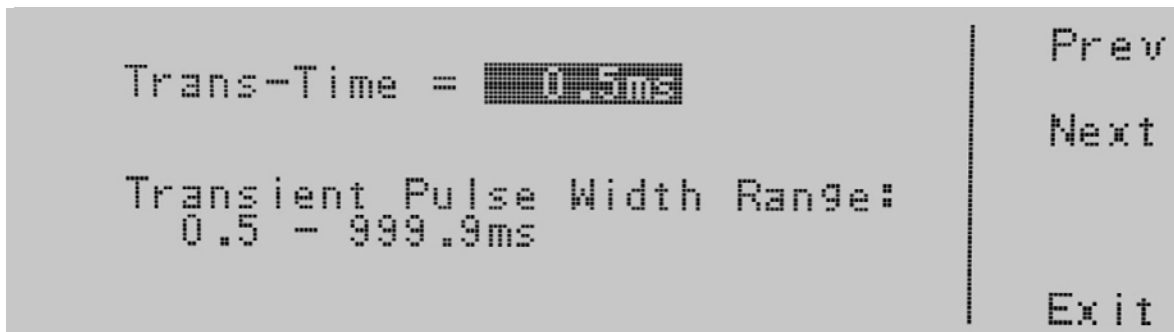 Trans-Time = 0.5ms
Transient Pulse Width Range:
0.5 - 999.9ms
Prev
Next
Exit